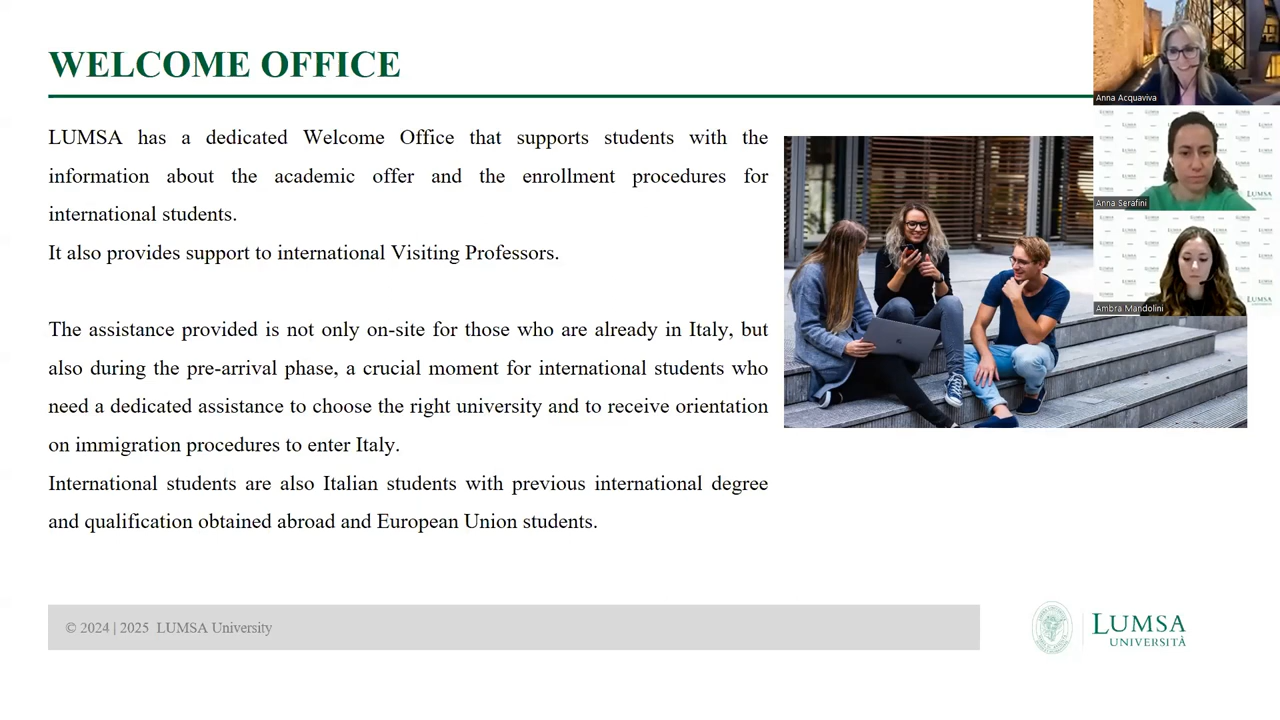 WELCOME OFFICE
LUMSA has a dedicated Welcome Office that supports students with the
information about the academic offer and the enrollment procedures for
international students.
It also provides support to international Visiting Professors.
The assistance provided is not only on-site for those who are already in Italy, but
also during the pre-arrival phase, a crucial moment for international students who
need a dedicated assistance to choose the right university and to receive orientation
on immigration procedures to enter Italy.
International students are also Italian students with previous international degree
and qualification obtained abroad and European Union students.
Anna Acquaviva
LUMSA
Anna Serafini
LUMSA
Ambra Mandolini
© 2024 | 2025 LUMSA University
LUMSA
UNIVERSITÀ